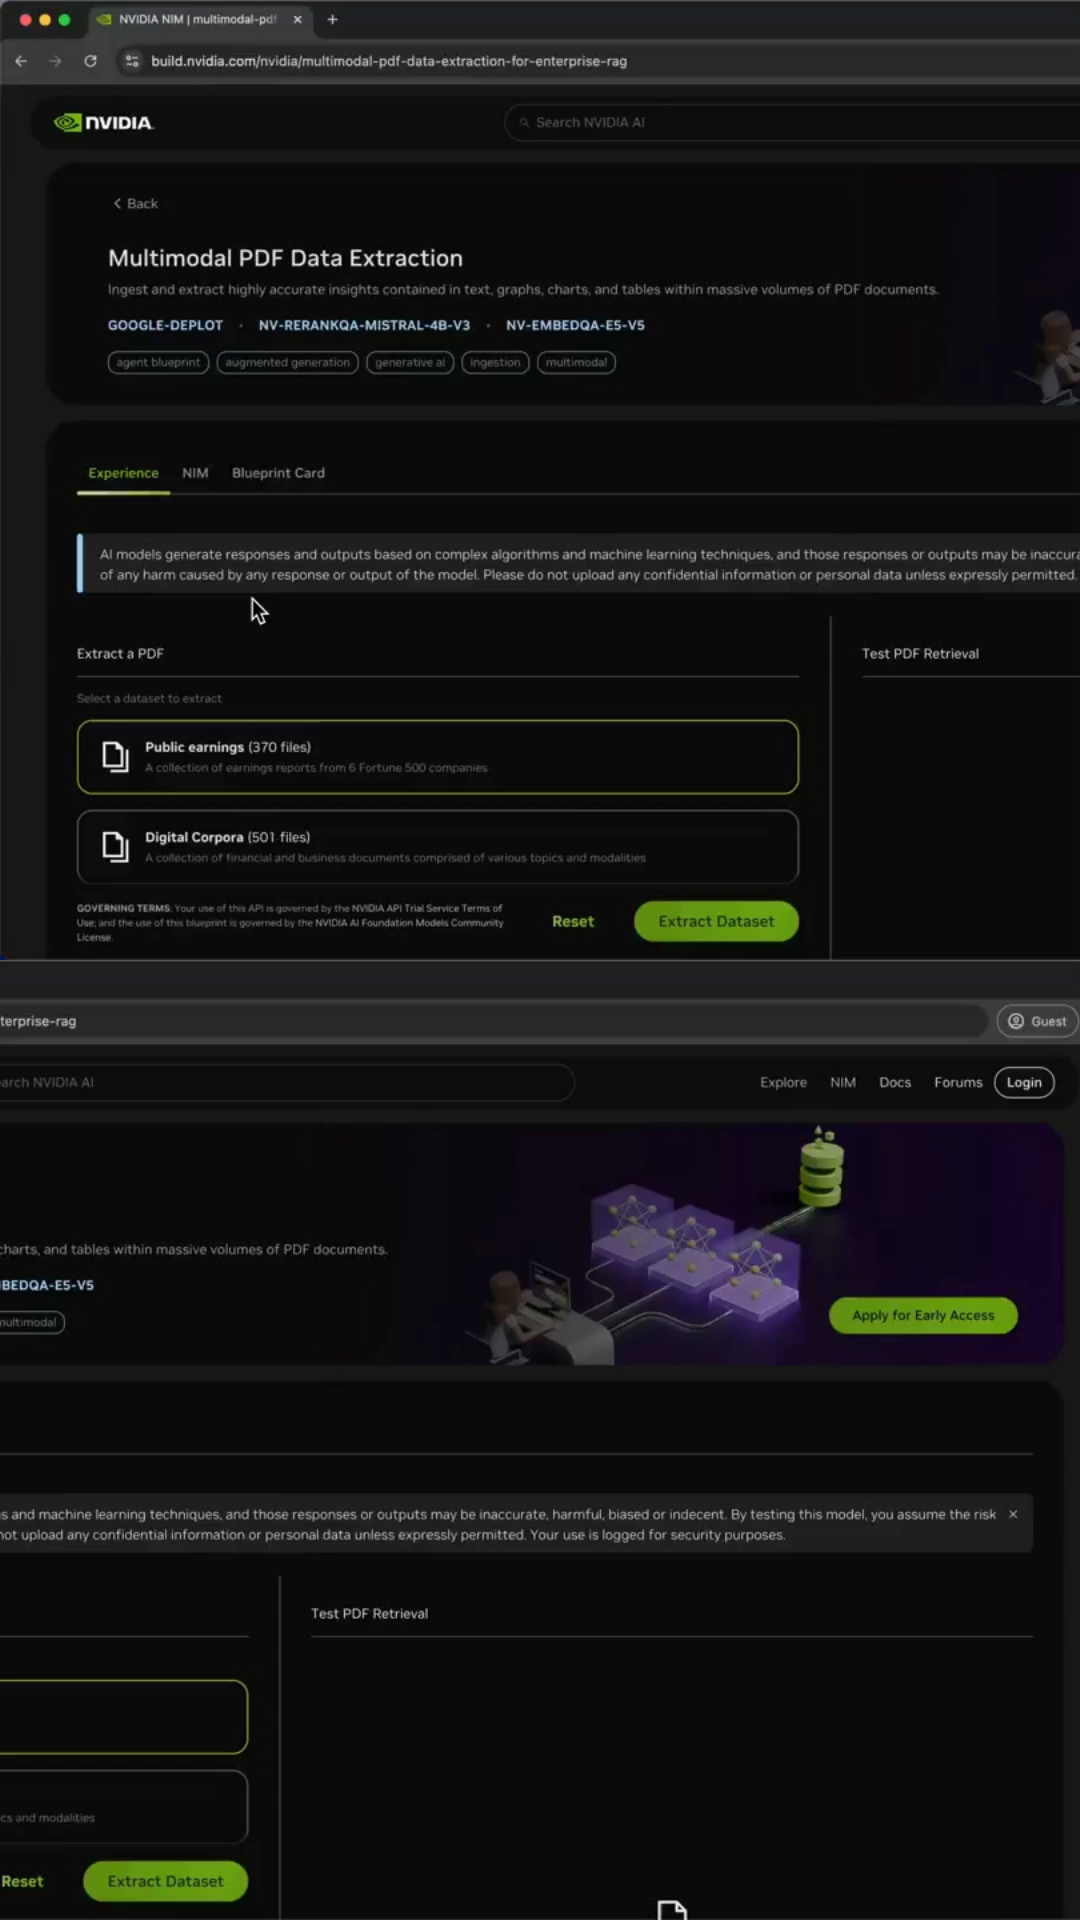 NVIDIA NIM | multimodal-pdf
build.nvidia.com/nvidia/multimodal-pdf-data-extraction-for-enterprise-rag
NVIDIA.
Search NVIDIA AI
Back
Multimodal PDF Data Extraction
Ingest and extract highly accurate insights contained in text, graphs, charts, and tables within massive volumes of PDF documents.
GOOGLE-DEPLOT · NV-RERANKQA-MISTRAL-4B-V3 · NV-EMBEDQA-E5-V5
agent blueprint augmented generation generative ai ingestion multimodal
Experience NIM Blueprint Card
AI models generate responses and outputs based on complex algorithms and machine learning techniques, and those responses or outputs may be inaccura
of any harm caused by any response or output of the model. Please do not upload any confidential information or personal data unless expressly permitted.
Extract a PDF
Test PDF Retrieval
Select a dataset to extract
Public earnings (370 files)
A collection of earnings reports from 6 Fortune 500 companies
Digital Corpora (501 files)
A collection of financial and business documents comprised of various topics and modalities
GOVERNING TERMS: Your use of this API is governed by the NVIDIA API Trial Service Terms of
Use; and the use of this blueprint is governed by the NVIDIA AI Foundation Models Community
License.
Reset Extract Dataset
terprise-rag
Guest
earch NVIDIA AI
Explore NIM Docs Forums Login
charts, and tables within massive volumes of PDF documents.
BEDQA-E5-V5
multimodal
Apply for Early Access
s and machine learning techniques, and those responses or outputs may be inaccurate, harmful, biased or indecent. By testing this model, you assume the risk
not upload any confidential information or personal data unless expressly permitted. Your use is logged for security purposes.
Test PDF Retrieval
cs and modalities
Reset Extract Dataset